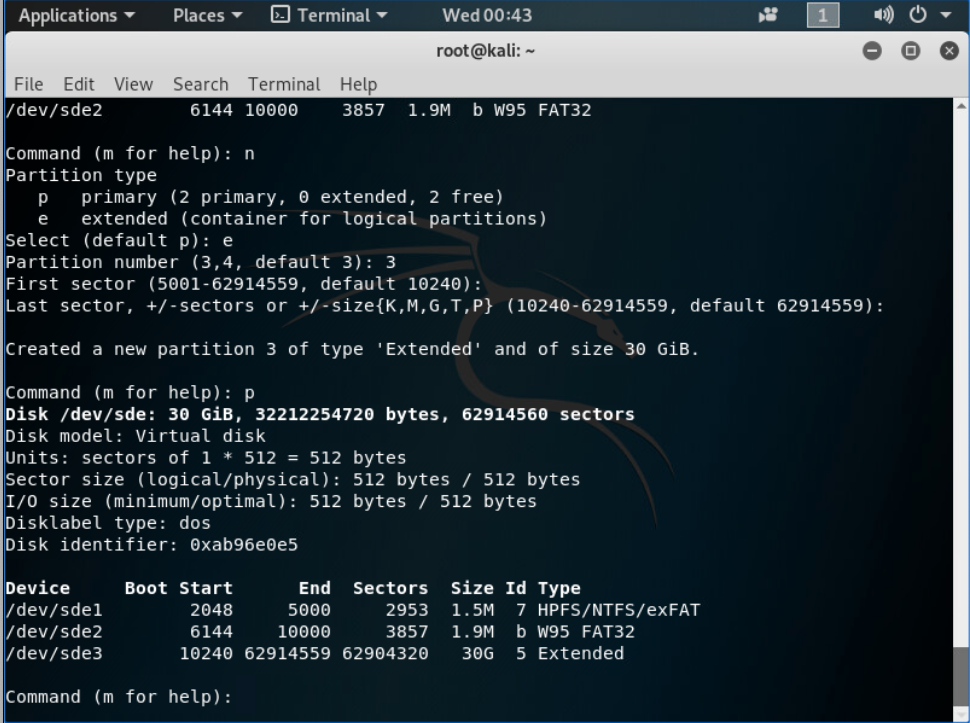 Applications Places Terminal Wed 00:43 1
root@kali: ~
File Edit View Search Terminal Help
/dev/sde2        6144 10000    3857  1.9M  b W95 FAT32
Command (m for help): n
Partition type
   p   primary (2 primary, 0 extended, 2 free)
   e   extended (container for logical partitions)
Select (default p): e
Partition number (3,4, default 3): 3
First sector (5001-62914559, default 10240):
Last sector, +/-sectors or +/-size{K,M,G,T,P} (10240-62914559, default 62914559):
Created a new partition 3 of type 'Extended' and of size 30 GiB.
Command (m for help): p
Disk /dev/sde: 30 GiB, 32212254720 bytes, 62914560 sectors
Disk model: Virtual disk
Units: sectors of 1 * 512 = 512 bytes
Sector size (logical/physical): 512 bytes / 512 bytes
I/O size (minimum/optimal): 512 bytes / 512 bytes
Disklabel type: dos
Disk identifier: 0xab96e0e5
Device     Boot Start      End  Sectors  Size Id Type
/dev/sde1        2048     5000     2953  1.5M  7 HPFS/NTFS/exFAT
/dev/sde2        6144    10000     3857  1.9M  b W95 FAT32
/dev/sde3       10240 62914559 62904320   30G  5 Extended
Command (m for help):